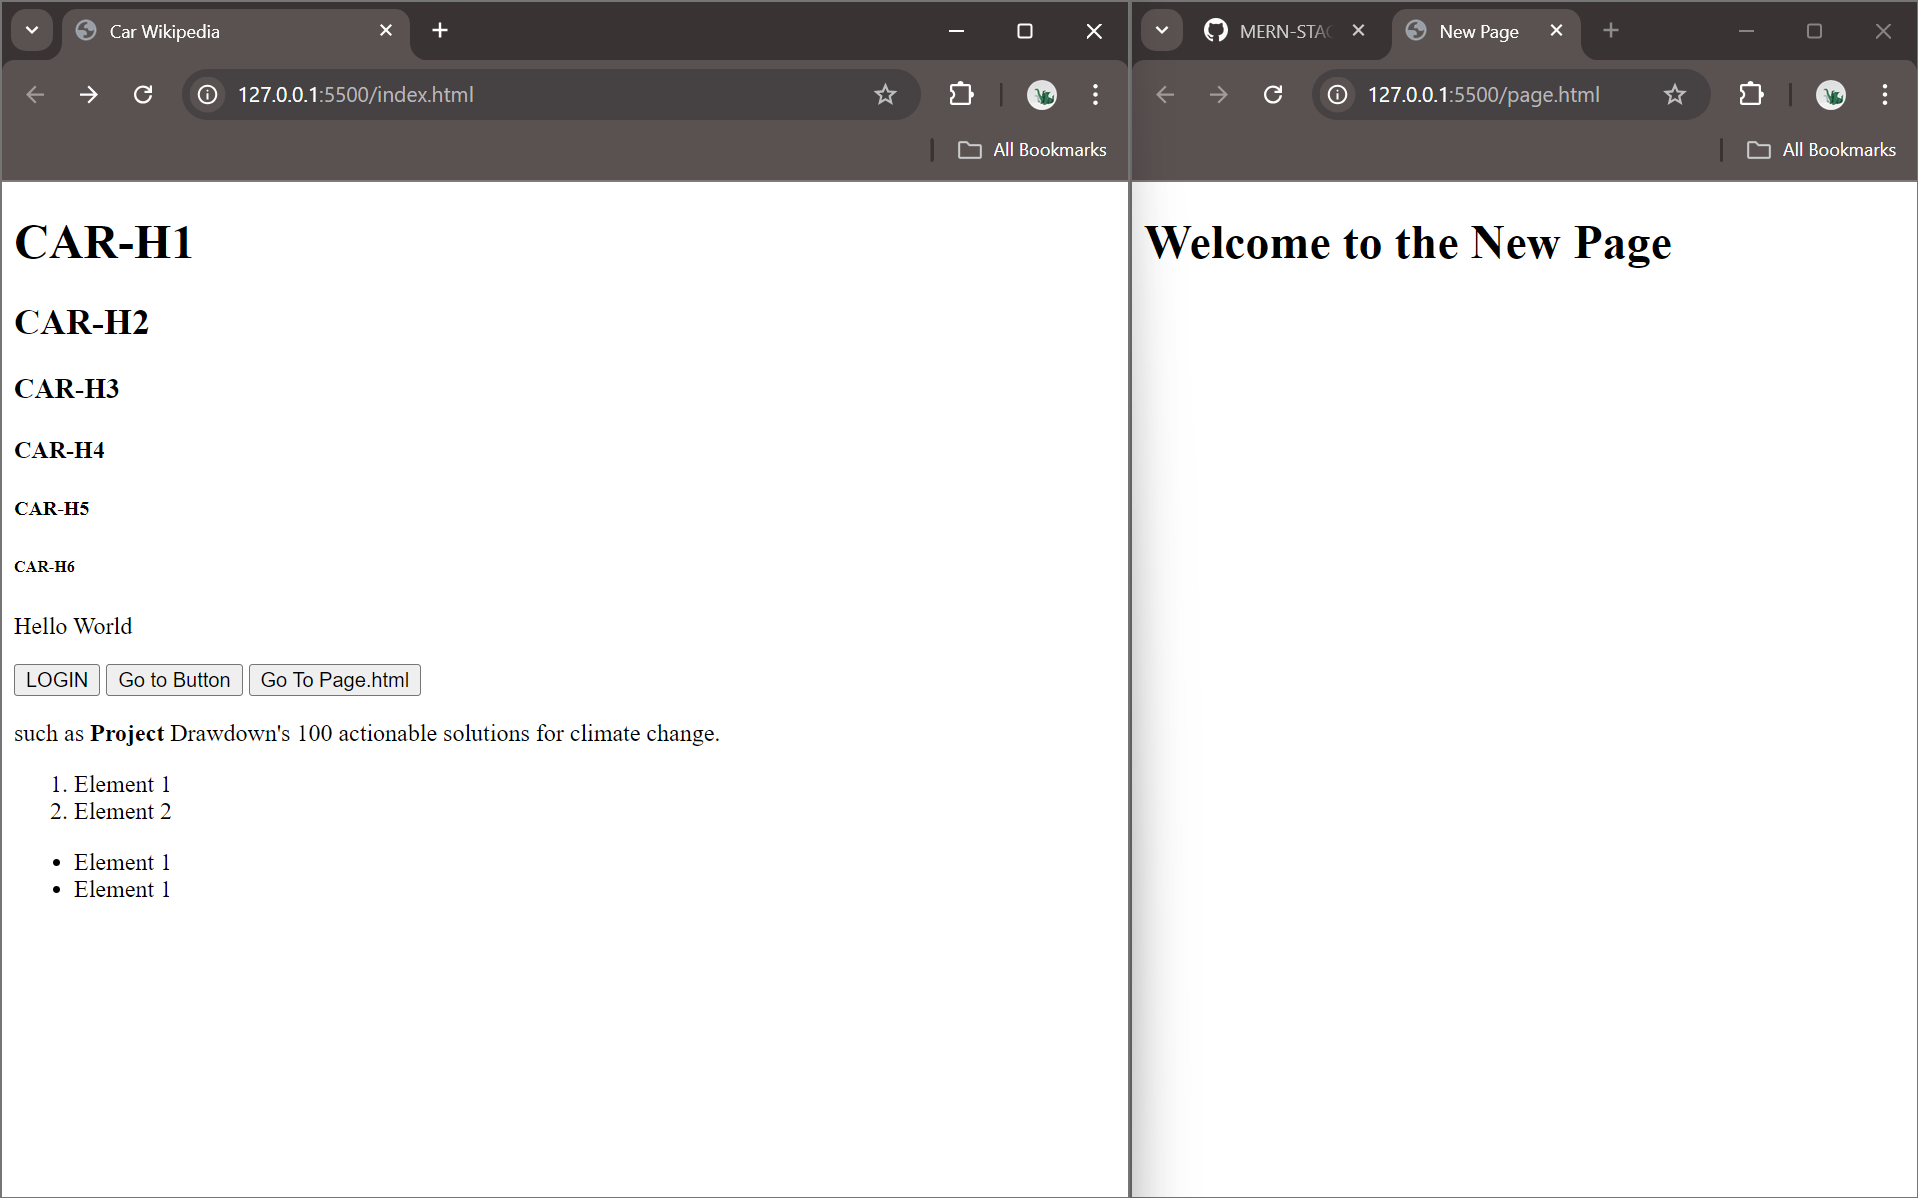 Car Wikipedia
127.0.0.1:5500/index.html
All Bookmarks
CAR-H1
CAR-H2
CAR-H3
CAR-H4
CAR-H5
CAR-H6
Hello World
LOGIN Go to Button Go To Page.html
such as Project Drawdown's 100 actionable solutions for climate change.
1. Element 1
2. Element 2
• Element 1
• Element 1
MERN-STAC New Page
127.0.0.1:5500/page.html
All Bookmarks
Welcome to the New Page